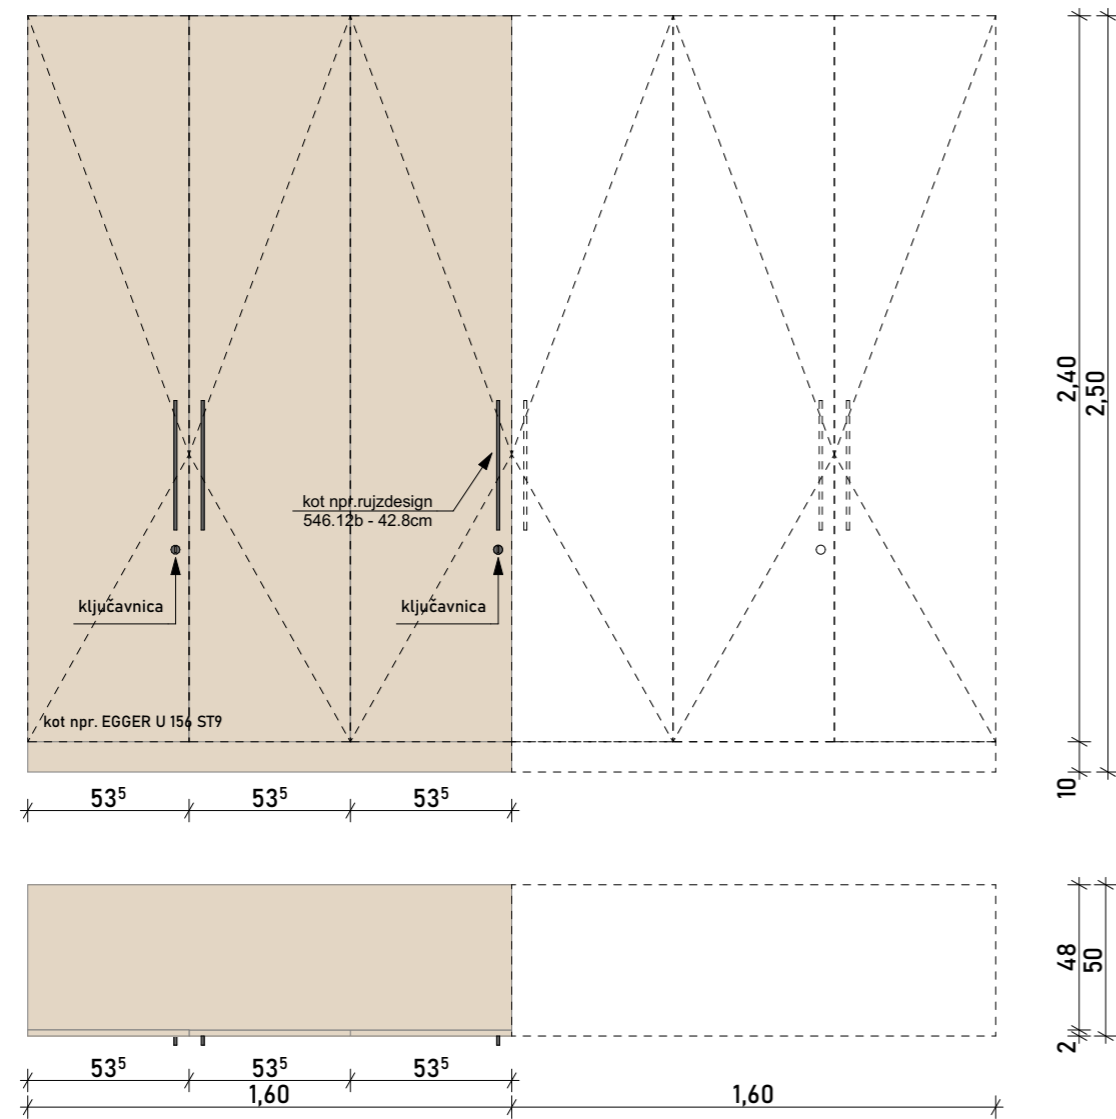 2,40
2,50
kot npr.rujzdesign
546.12b - 42.8cm
ključavnica
ključavnica
kot npr. EGGER U 156 ST9
10
53⁵ 53⁵ 53⁵
48
50
2
53⁵ 53⁵ 53⁵
1,60 1,60